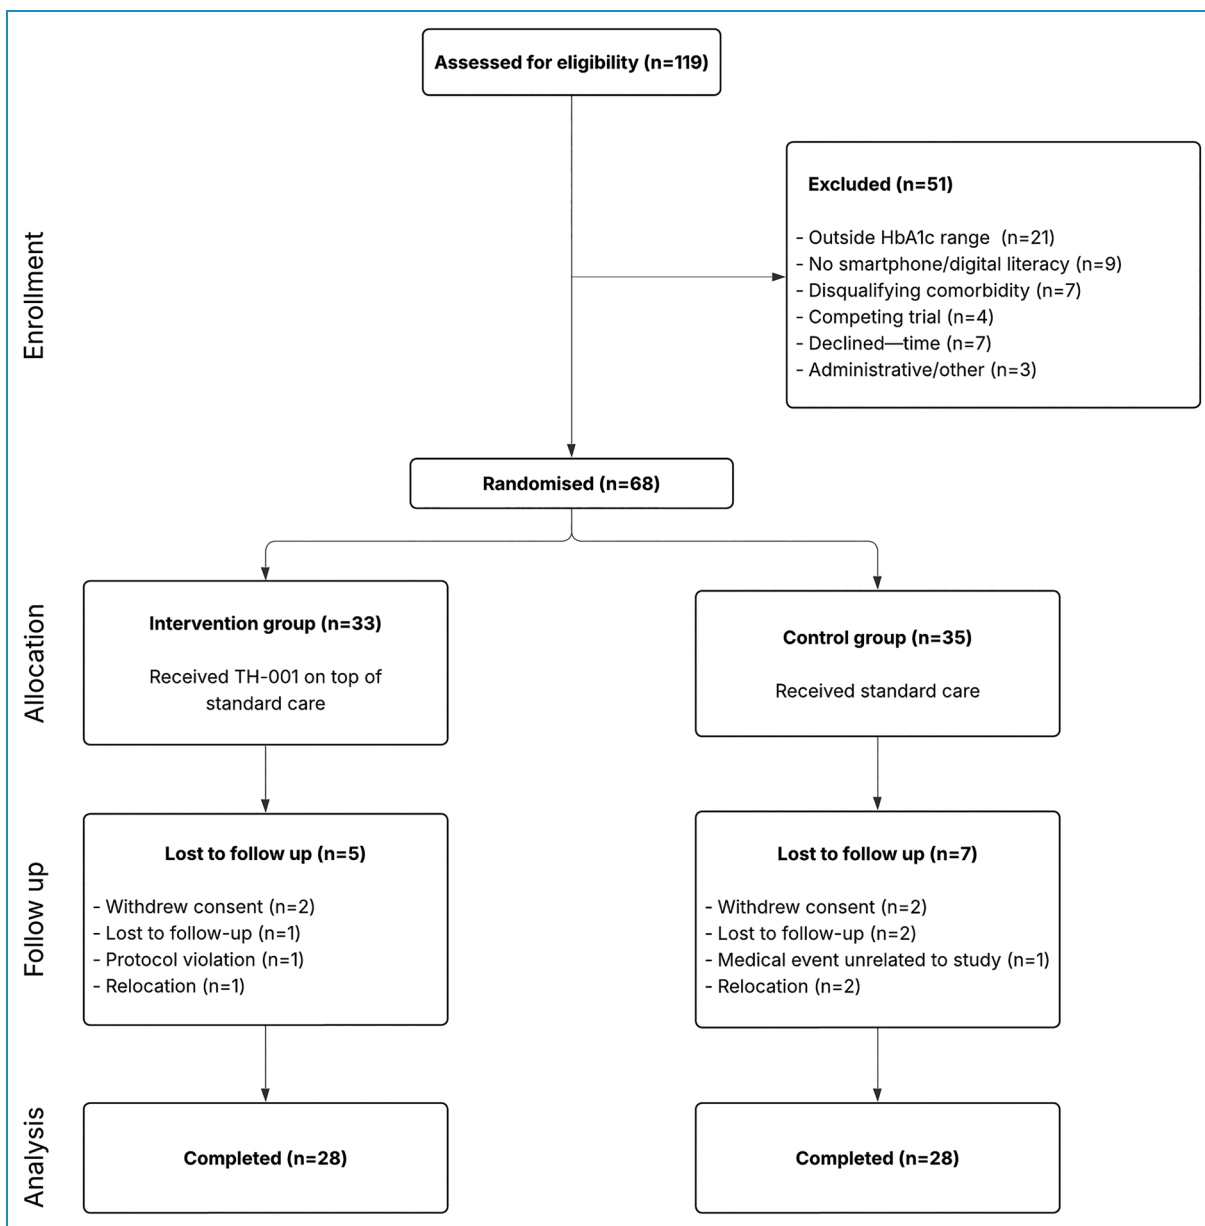 Assessed for eligibility (n=119)
Enrollment
Excluded (n=51)
- Outside HbA1c range (n=21)
- No smartphone/digital literacy (n=9)
- Disqualifying comorbidity (n=7)
- Competing trial (n=4)
- Declined—time (n=7)
- Administrative/other (n=3)
Randomised (n=68)
Allocation
Intervention group (n=33)
Received TH-001 on top of
standard care
Control group (n=35)
Received standard care
Follow up
Lost to follow up (n=5)
- Withdrew consent (n=2)
- Lost to follow-up (n=1)
- Protocol violation (n=1)
- Relocation (n=1)
Lost to follow up (n=7)
- Withdrew consent (n=2)
- Lost to follow-up (n=2)
- Medical event unrelated to study (n=1)
- Relocation (n=2)
Analysis
Completed (n=28)
Completed (n=28)